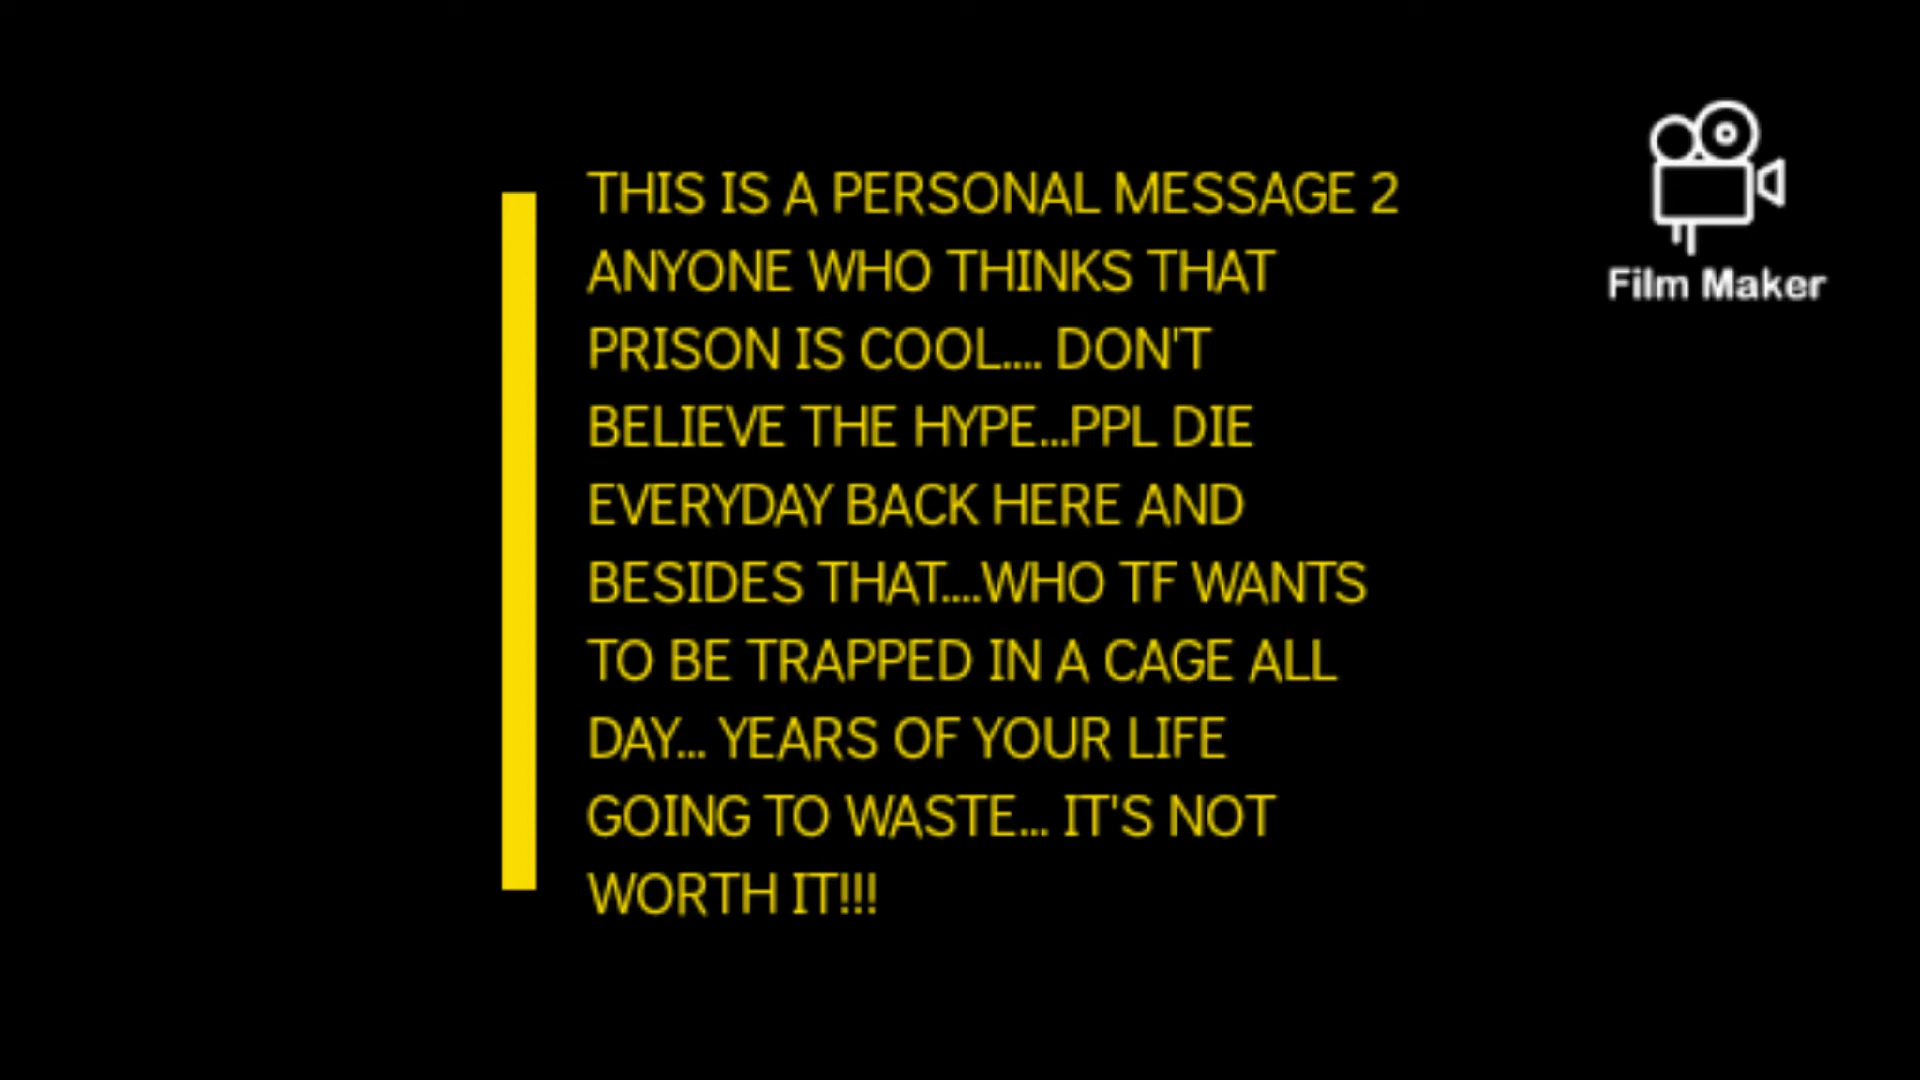 THIS IS A PERSONAL MESSAGE 2
ANYONE WHO THINKS THAT
PRISON IS COOL.... DON'T
BELIEVE THE HYPE...PPL DIE
EVERYDAY BACK HERE AND
BESIDES THAT....WHO TF WANTS
TO BE TRAPPED IN A CAGE ALL
DAY... YEARS OF YOUR LIFE
GOING TO WASTE... IT'S NOT
WORTH IT!!!
Film Maker